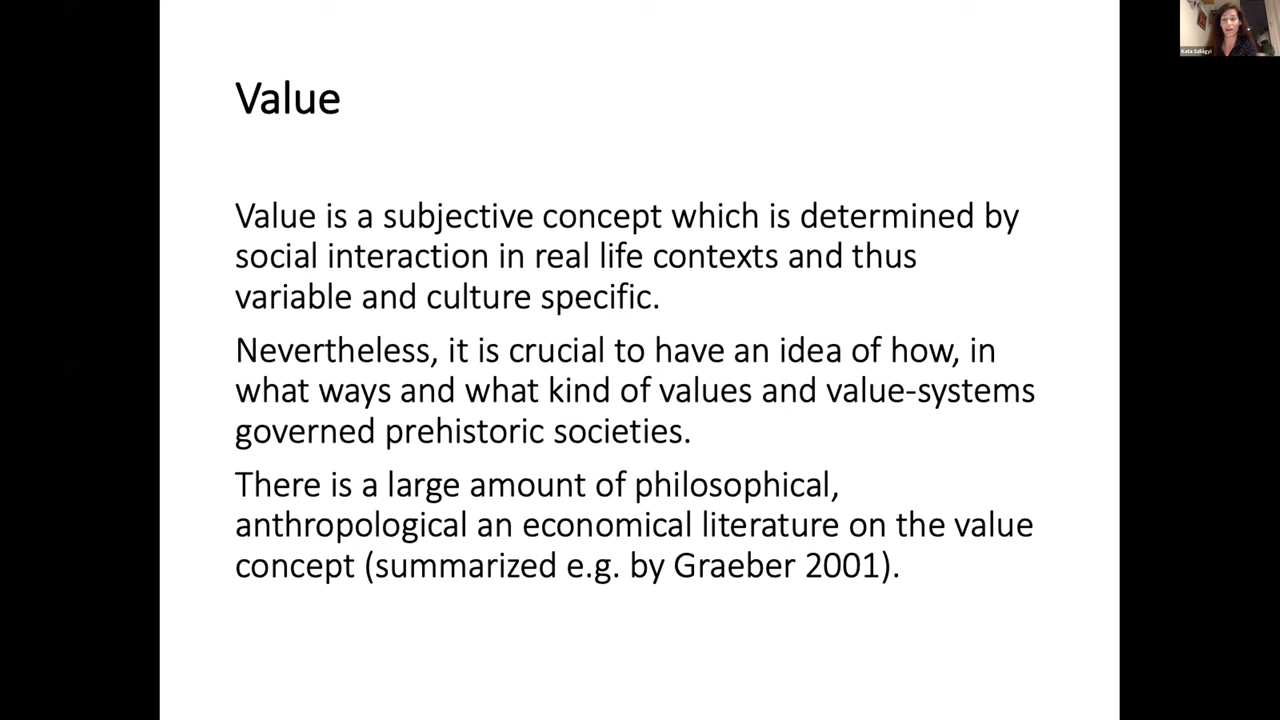 Value
Value is a subjective concept which is determined by
social interaction in real life contexts and thus
variable and culture specific.
Nevertheless, it is crucial to have an idea of how, in
what ways and what kind of values and value-systems
governed prehistoric societies.
There is a large amount of philosophical,
anthropological an economical literature on the value
concept (summarized e.g. by Graeber 2001).
Kata Szilágyi